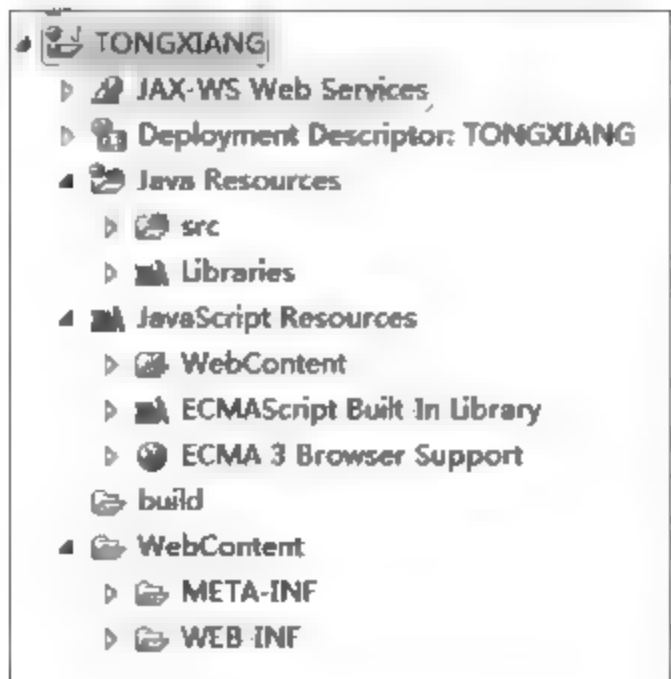 TONGXIANG
JAX-WS Web Services
Deployment Descriptor: TONGXIANG
Java Resources
src
Libraries
JavaScript Resources
WebContent
ECMAScript Built In Library
ECMA 3 Browser Support
build
WebContent
META-INF
WEB INF